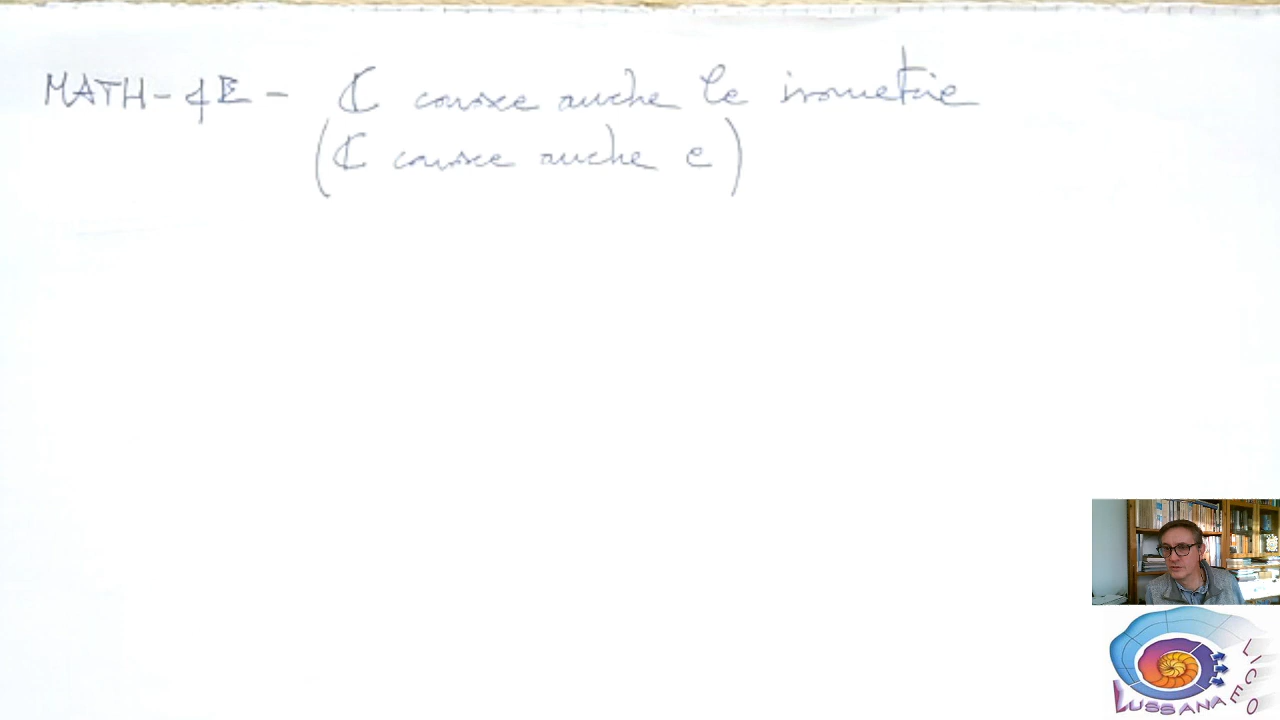 MATH - 4E - ℂ conosce anche le isometrie
(ℂ conosce anche e)
LICEO
LUSSANA